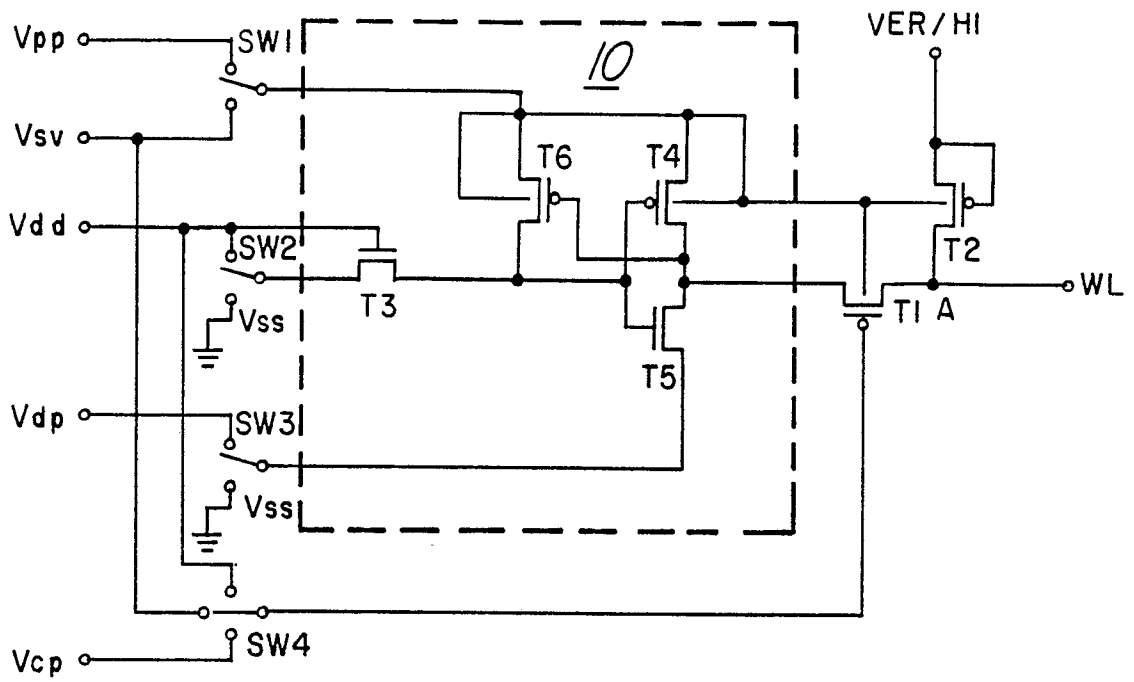 Vpp
SW1
10
VER/HI
Vsv
T6
T4
Vdd
SW2
T2
T3
WL
Vss
T1 A
T5
Vdp
SW3
Vss
SW4
Vcp